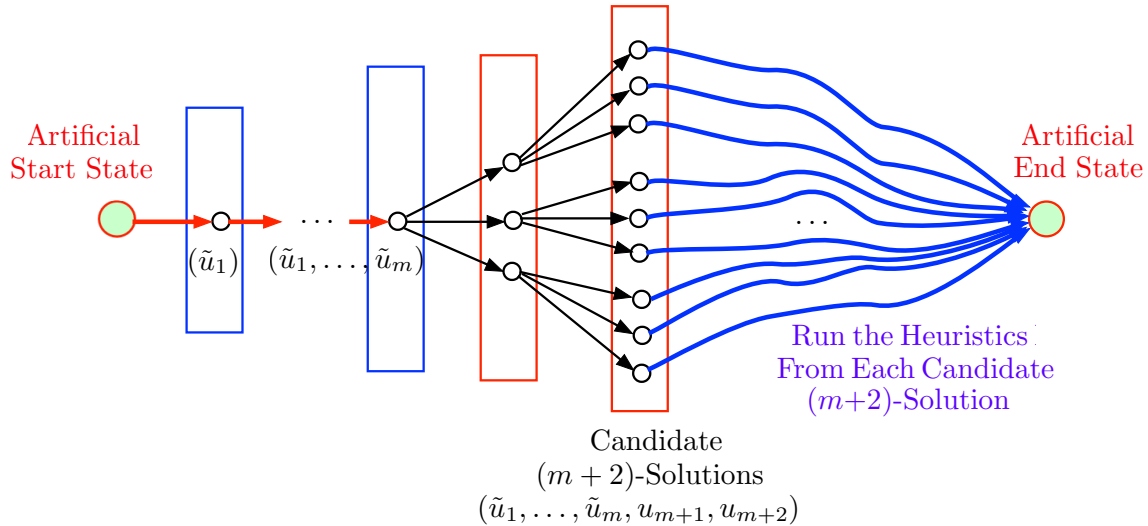 Artificial
Start State
(ũ₁)
⋯
(ũ₁, . . . , ũₘ)
Artificial
End State
⋯
Run the Heuristics
From Each Candidate
(m+2)-Solution
Candidate
(m + 2)-Solutions
(ũ₁, . . . , ũₘ, uₘ₊₁, uₘ₊₂)